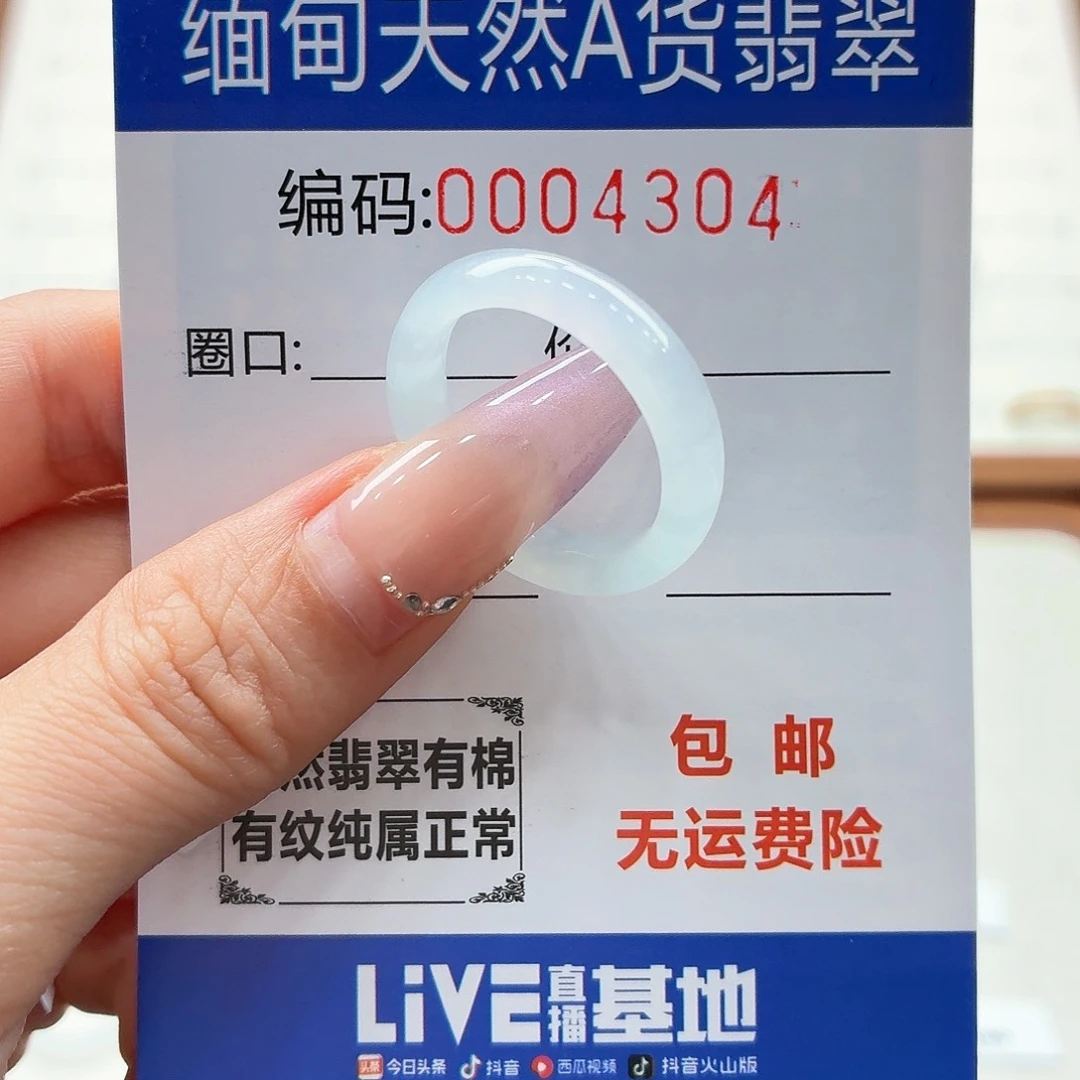 缅甸天然A货翡翠
编码:0004304
圈口:
然翡翠有棉
有纹纯属正常
包邮
无运费险
LiVE直播基地
头条 今日头条 抖音 西瓜视频 抖音火山版